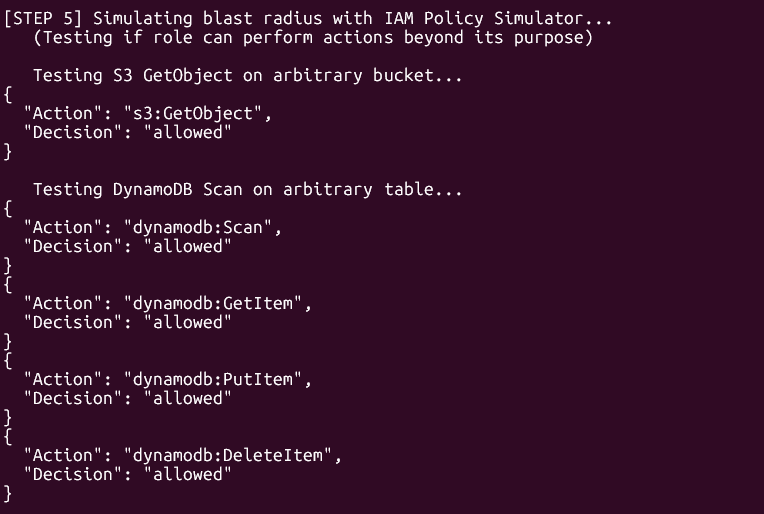 [STEP 5] Simulating blast radius with IAM Policy Simulator...
(Testing if role can perform actions beyond its purpose)
Testing S3 GetObject on arbitrary bucket...
{
"Action": "s3:GetObject",
"Decision": "allowed"
}
Testing DynamoDB Scan on arbitrary table...
{
"Action": "dynamodb:Scan",
"Decision": "allowed"
}
{
"Action": "dynamodb:GetItem",
"Decision": "allowed"
}
{
"Action": "dynamodb:PutItem",
"Decision": "allowed"
}
{
"Action": "dynamodb:DeleteItem",
"Decision": "allowed"
}